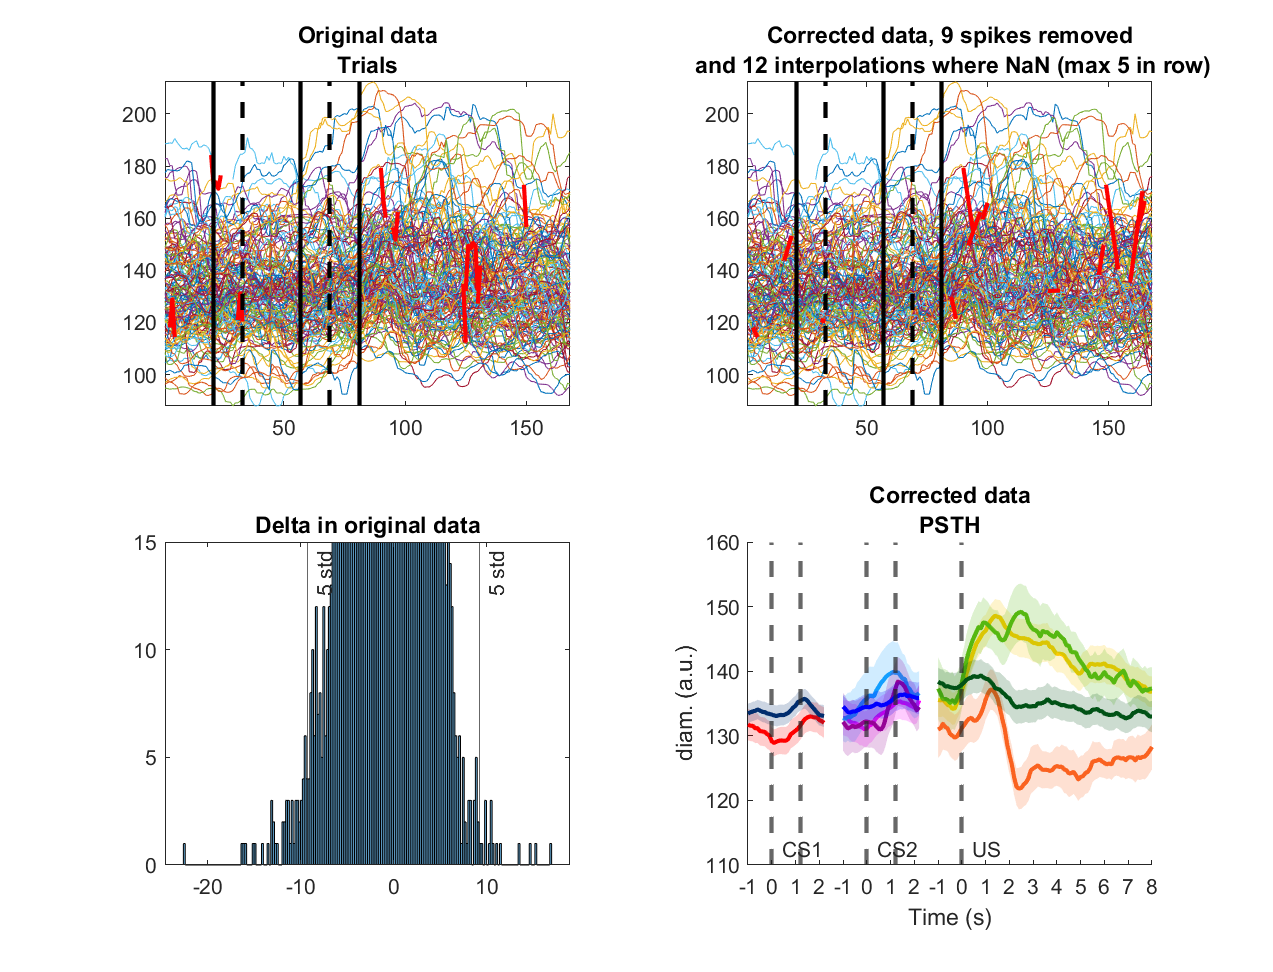 Original data
Trials
200
180
160
140
120
100
50
100
150
Corrected data, 9 spikes removed
and 12 interpolations where NaN (max 5 in row)
200
180
160
140
120
100
50
100
150
Delta in original data
15
10
5
0
5 std
5 std
-20
-10
0
10
Corrected data
PSTH
diam. (a.u.)
160
150
140
130
120
110
CS1
CS2
US
-1 0 1 2 -1 0 1 2 -1 0 1 2 3 4 5 6 7 8
Time (s)